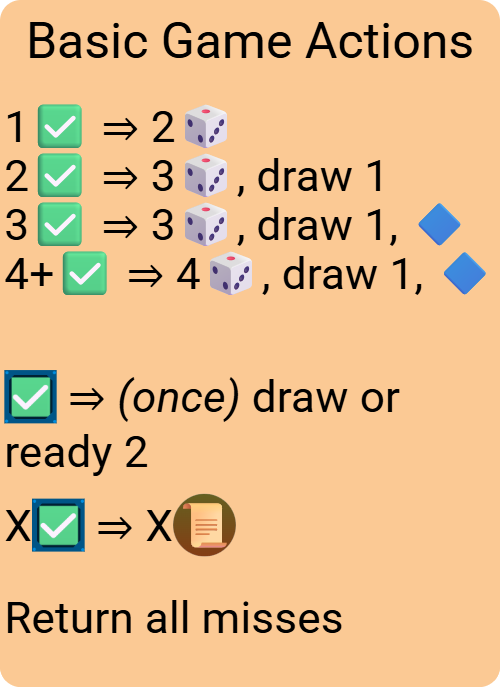 Basic Game Actions
1 ✅ ⇒ 2 🎲
2 ✅ ⇒ 3 🎲, draw 1
3 ✅ ⇒ 3 🎲, draw 1, 🔷
4+ ✅ ⇒ 4 🎲, draw 1, 🔷
✅ ⇒ (once) draw or
ready 2
X✅ ⇒ X📜
Return all misses